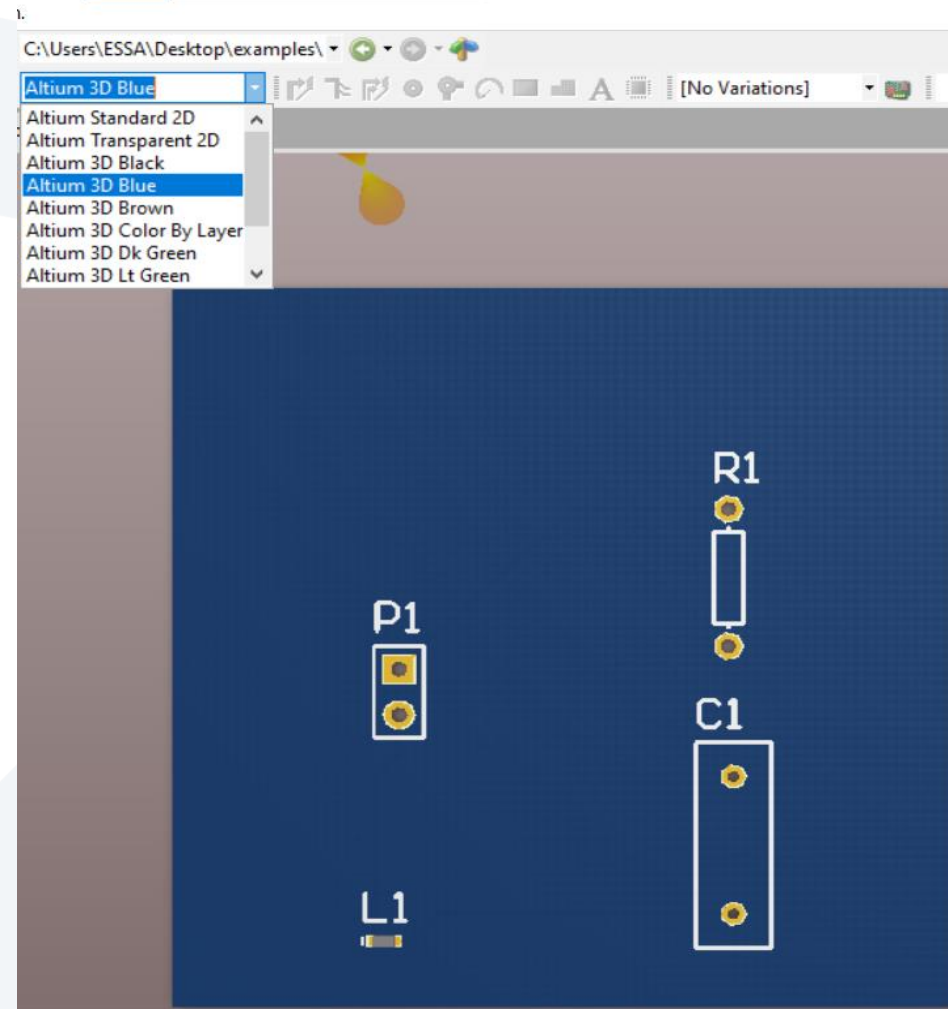 C:\Users\ESSA\Desktop\examples\
Altium 3D Blue
A
[No Variations]
Altium Standard 2D
Altium Transparent 2D
Altium 3D Black
Altium 3D Blue
Altium 3D Brown
Altium 3D Color By Layer
Altium 3D Dk Green
Altium 3D Lt Green
R1
P1
C1
L1